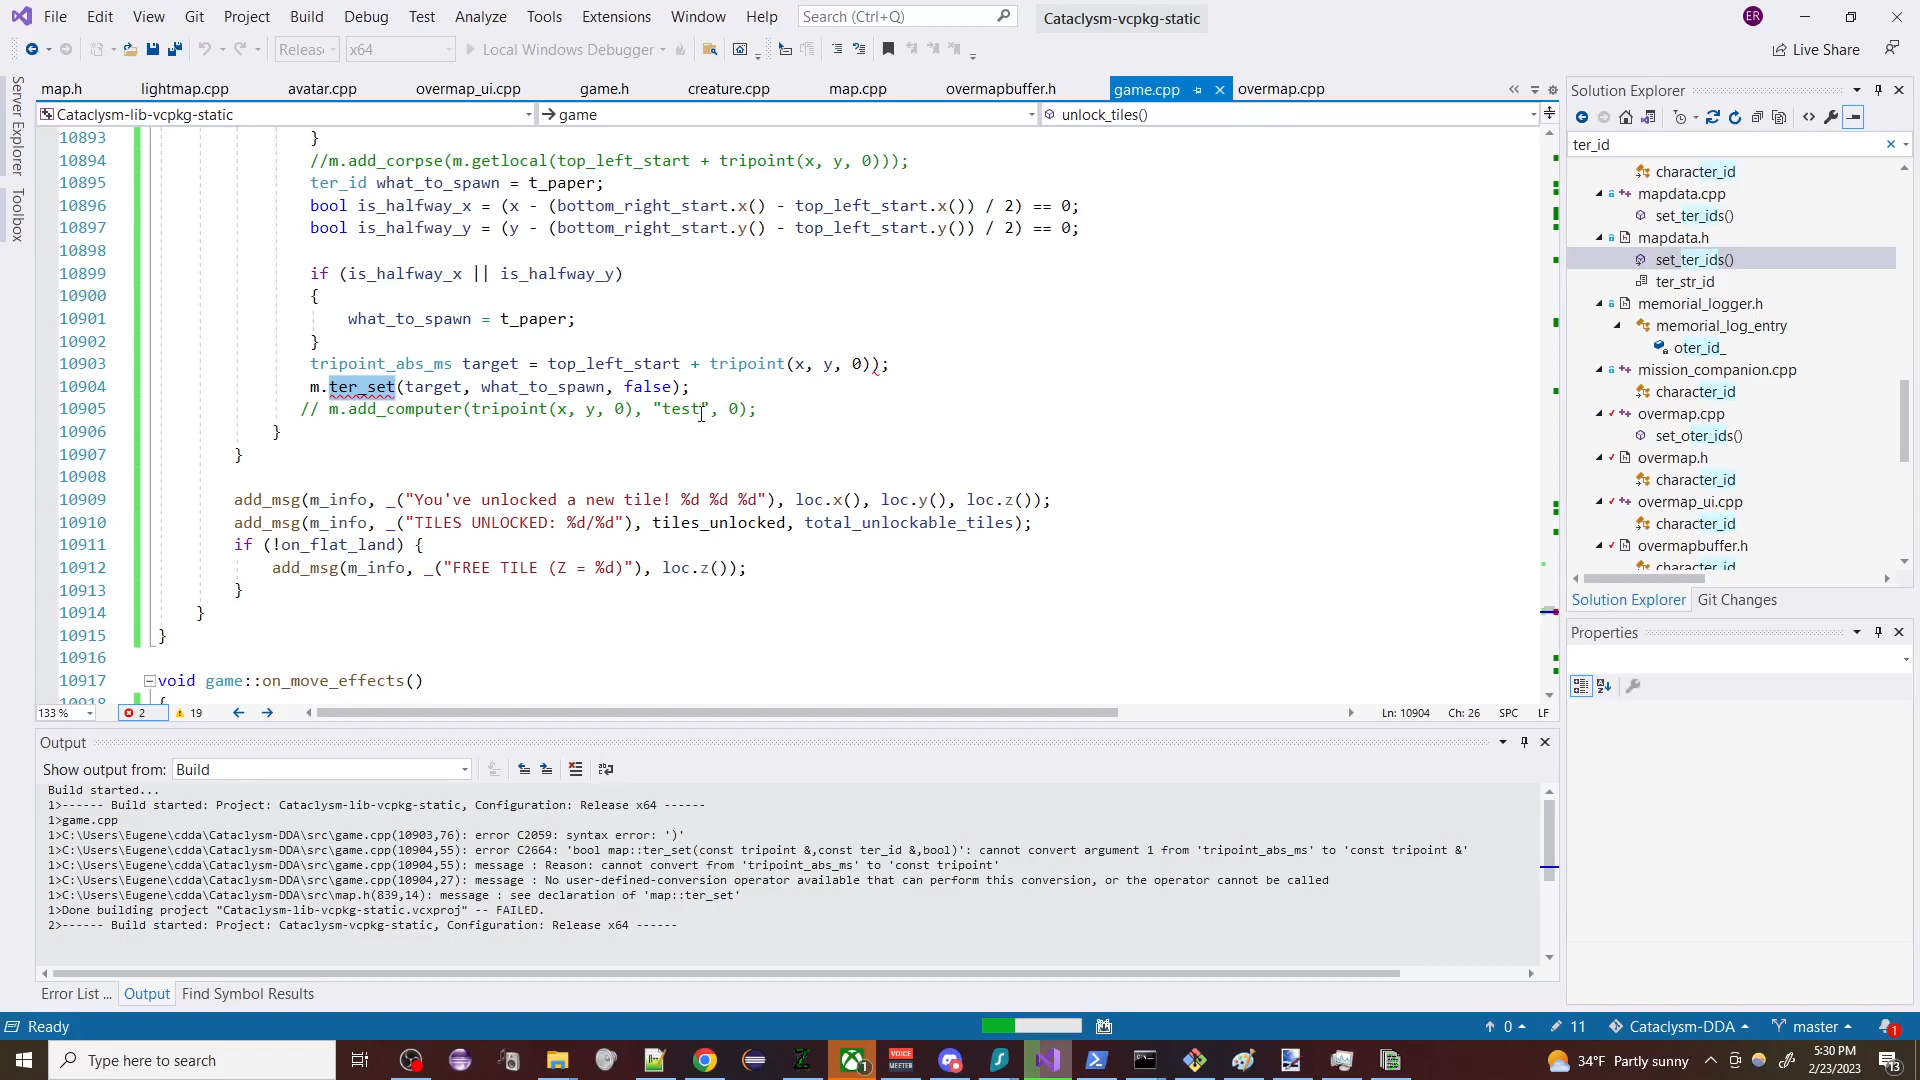 File Edit View Git Project Build Debug Test Analyze Tools Extensions Window Help Search (Ctrl+Q) Cataclysm-vcpkg-static ER
Release x64 Local Windows Debugger Live Share
Server Explorer
Toolbox
map.h lightmap.cpp avatar.cpp overmap_ui.cpp game.h creature.cpp map.cpp overmapbuffer.h game.cpp overmap.cpp
Cataclysm-lib-vcpkg-static game unlock_tiles()
10893 }
10894 //m.add_corpse(m.getlocal(top_left_start + tripoint(x, y, 0)));
10895 ter_id what_to_spawn = t_paper;
10896 bool is_halfway_x = (x - (bottom_right_start.x() - top_left_start.x()) / 2) == 0;
10897 bool is_halfway_y = (y - (bottom_right_start.y() - top_left_start.y()) / 2) == 0;
10898
10899 if (is_halfway_x || is_halfway_y)
10900 {
10901 what_to_spawn = t_paper;
10902 }
10903 tripoint_abs_ms target = top_left_start + tripoint(x, y, 0));
10904 m.ter_set(target, what_to_spawn, false);
10905 // m.add_computer(tripoint(x, y, 0), "test", 0);
10906 }
10907 }
10908
10909 add_msg(m_info, _("You've unlocked a new tile! %d %d %d"), loc.x(), loc.y(), loc.z());
10910 add_msg(m_info, _("TILES UNLOCKED: %d/%d"), tiles_unlocked, total_unlockable_tiles);
10911 if (!on_flat_land) {
10912 add_msg(m_info, _("FREE TILE (Z = %d)"), loc.z());
10913 }
10914 }
10915 }
10916
10917 void game::on_move_effects()
10918 {
133 % 2 19 Ln: 10904 Ch: 26 SPC LF
Output
Show output from: Build
Build started...
1>------ Build started: Project: Cataclysm-lib-vcpkg-static, Configuration: Release x64 ------
1>game.cpp
1>C:\Users\Eugene\cdda\Cataclysm-DDA\src\game.cpp(10903,76): error C2059: syntax error: ')'
1>C:\Users\Eugene\cdda\Cataclysm-DDA\src\game.cpp(10904,55): error C2664: 'bool map::ter_set(const tripoint &,const ter_id &,bool)': cannot convert argument 1 from 'tripoint_abs_ms' to 'const tripoint &'
1>C:\Users\Eugene\cdda\Cataclysm-DDA\src\game.cpp(10904,55): message : Reason: cannot convert from 'tripoint_abs_ms' to 'const tripoint'
1>C:\Users\Eugene\cdda\Cataclysm-DDA\src\game.cpp(10904,27): message : No user-defined-conversion operator available that can perform this conversion, or the operator cannot be called
1>C:\Users\Eugene\cdda\Cataclysm-DDA\src\map.h(839,14): message : see declaration of 'map::ter_set'
1>Done building project "Cataclysm-lib-vcpkg-static.vcxproj" -- FAILED.
2>------ Build started: Project: Cataclysm-vcpkg-static, Configuration: Release x64 ------
Error List ... Output Find Symbol Results
Solution Explorer
ter_id
character_id
mapdata.cpp
set_ter_ids()
mapdata.h
set_ter_ids()
ter_str_id
memorial_logger.h
memorial_log_entry
oter_id_
mission_companion.cpp
character_id
overmap.cpp
set_oter_ids()
overmap.h
character_id
overmap_ui.cpp
character_id
overmapbuffer.h
character_id
Solution Explorer Git Changes
Properties
Ready 0 11 Cataclysm-DDA master 1
Type here to search 1 VOICE MEETER 34°F Partly sunny 5:30 PM 13
2/23/2023